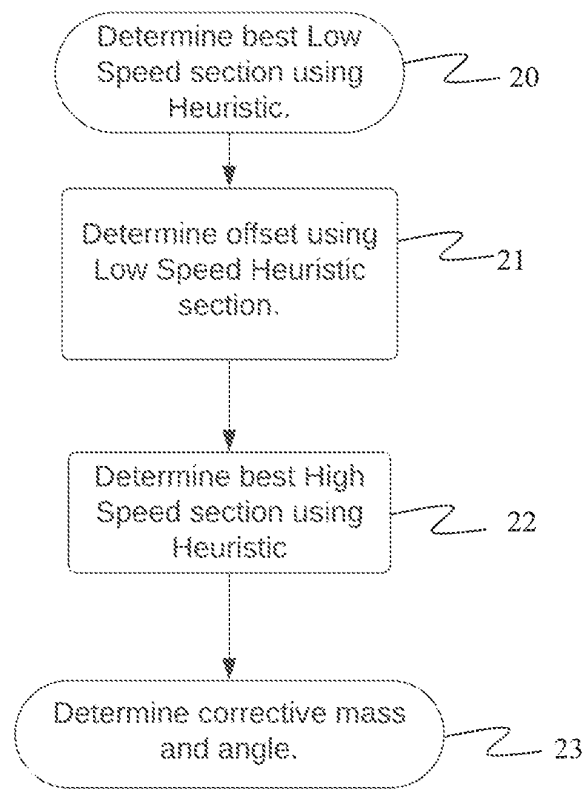 Determine best Low
Speed section using
Heuristic.
20
Determine offset using
Low Speed Heuristic
section.
21
Determine best High
Speed section using
Heuristic
22
Determine corrective mass
and angle.
23